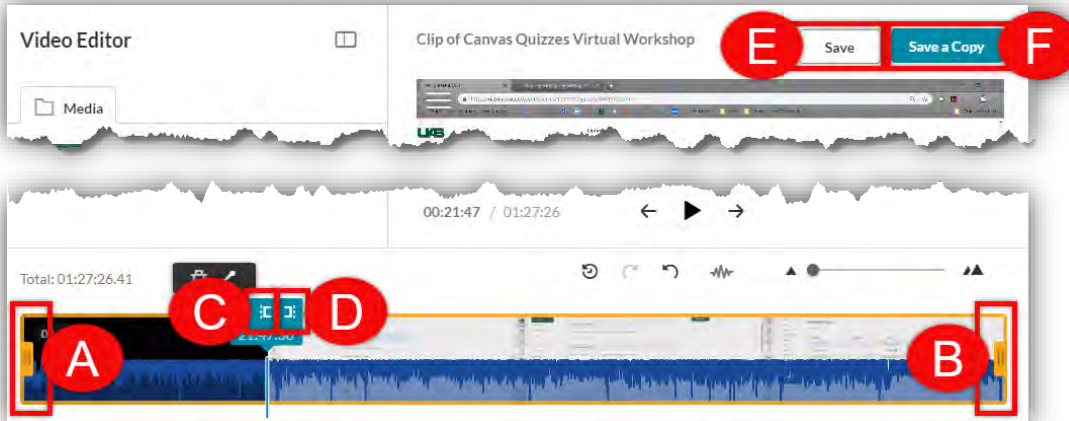 Video Editor
Clip of Canvas Quizzes Virtual Workshop
E
Save
Save a Copy
F
Media
UAB
00:21:47 / 01:27:26
Total: 01:27:26.41
C
D
A
B